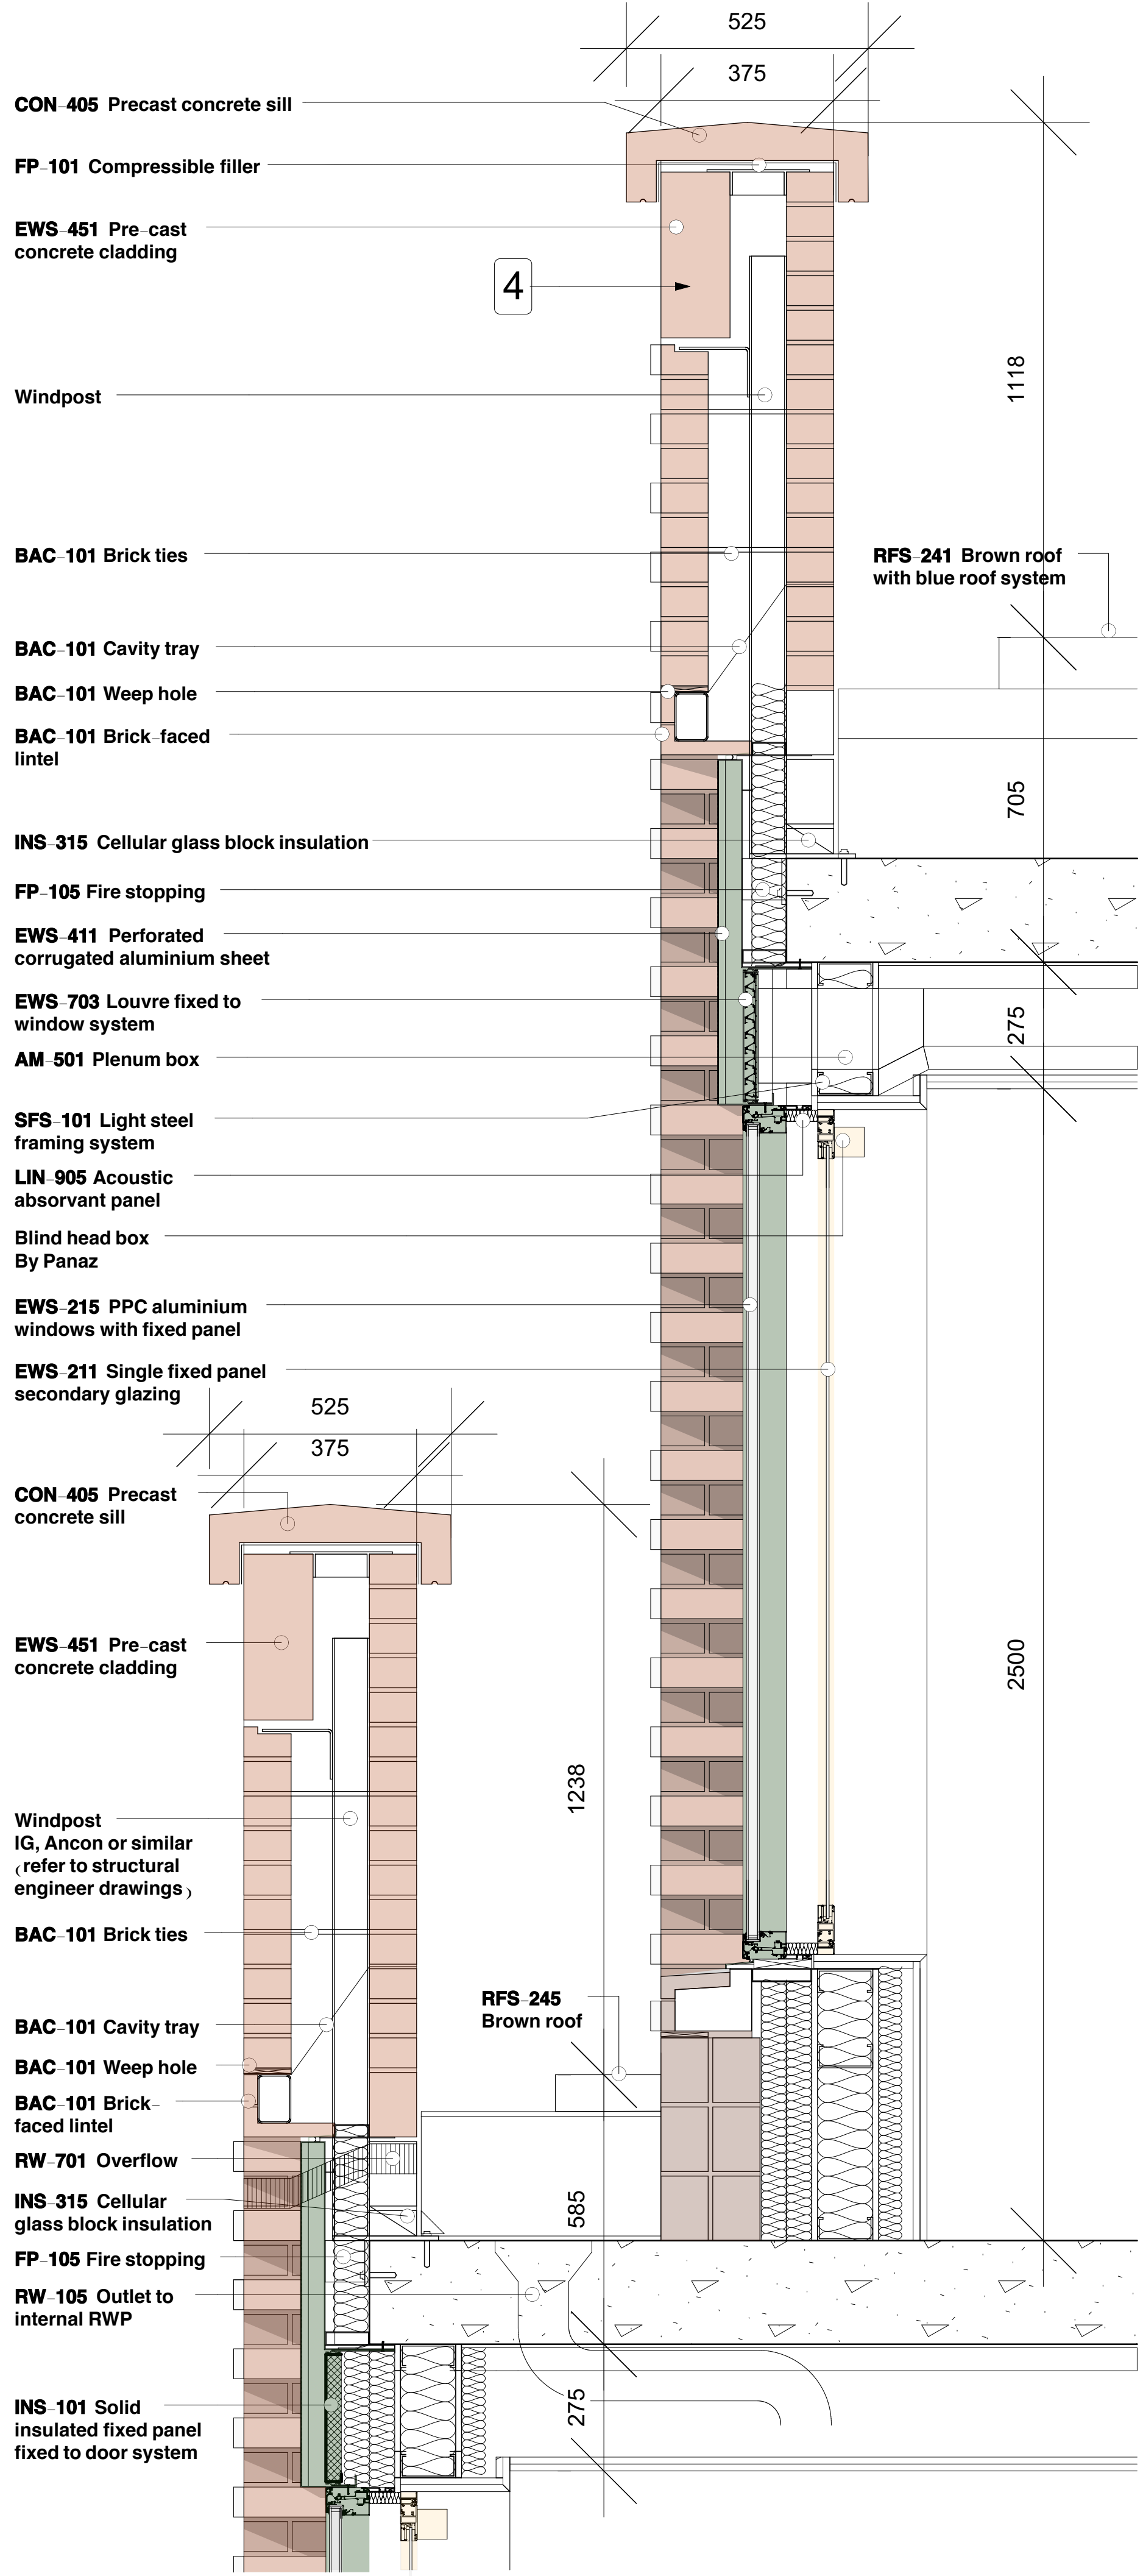 525
375
CON-405 Precast concrete sill
FP-101 Compressible filler
EWS-451 Pre-cast
concrete cladding
4
1118
Windpost
BAC-101 Brick ties
RFS-241 Brown roof
with blue roof system
BAC-101 Cavity tray
BAC-101 Weep hole
BAC-101 Brick-faced
lintel
705
INS-315 Cellular glass block insulation
FP-105 Fire stopping
EWS-411 Perforated
corrugated aluminium sheet
EWS-703 Louvre fixed to
window system
275
AM-501 Plenum box
SFS-101 Light steel
framing system
LIN-905 Acoustic
absorvant panel
Blind head box
By Panaz
EWS-215 PPC aluminium
windows with fixed panel
EWS-211 Single fixed panel
secondary glazing
525
375
CON-405 Precast
concrete sill
EWS-451 Pre-cast
concrete cladding
2500
1238
Windpost
IG, Ancon or similar
(refer to structural
engineer drawings)
BAC-101 Brick ties
RFS-245
Brown roof
BAC-101 Cavity tray
BAC-101 Weep hole
BAC-101 Brick-
faced lintel
RW-701 Overflow
INS-315 Cellular
glass block insulation
585
FP-105 Fire stopping
RW-105 Outlet to
internal RWP
INS-101 Solid
insulated fixed panel
fixed to door system
275